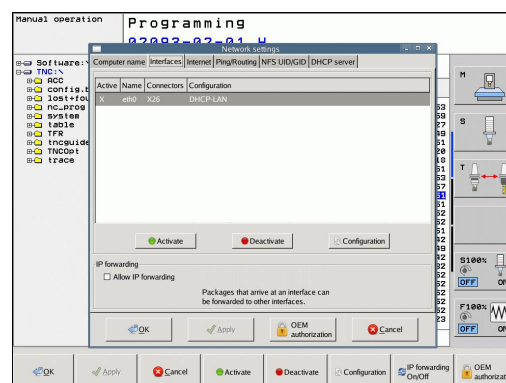 Manual operation
Programming
02093-02-01.H
Network settings
Computer name Interfaces Internet Ping/Routing NFS UID/GID DHCP server
Software:
TNC:\
ACC
config.
lost+fou
nc_prog
system
table
TFR
tncguide
TNCOpt
trace
Active Name Connectors Configuration
X eth0 X26 DHCP-LAN
Activate Deactivate Configuration
IP forwarding
Allow IP forwarding
Packages that arrive at an interface can
be forwarded to other interfaces.
OK Apply OEM authorization Cancel
M
S
T
S100%
OFF ON
F100%
OFF ON
OK Apply Cancel Activate Deactivate Configuration IP forwarding On/Off OEM authorizat